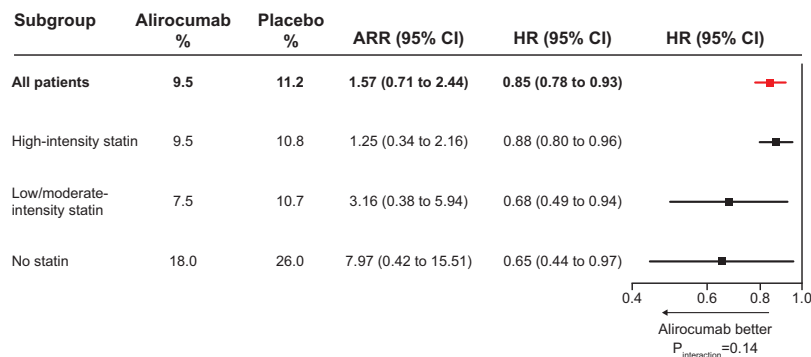 Subgroup Alirocumab % Placebo % ARR (95% CI) HR (95% CI) HR (95% CI)
All patients 9.5 11.2 1.57 (0.71 to 2.44) 0.85 (0.78 to 0.93)
High-intensity statin 9.5 10.8 1.25 (0.34 to 2.16) 0.88 (0.80 to 0.96)
Low/moderate-
intensity statin 7.5 10.7 3.16 (0.38 to 5.94) 0.68 (0.49 to 0.94)
No statin 18.0 26.0 7.97 (0.42 to 15.51) 0.65 (0.44 to 0.97)
0.4 0.6 0.8 1.0
Alirocumab better
Pinteraction=0.14